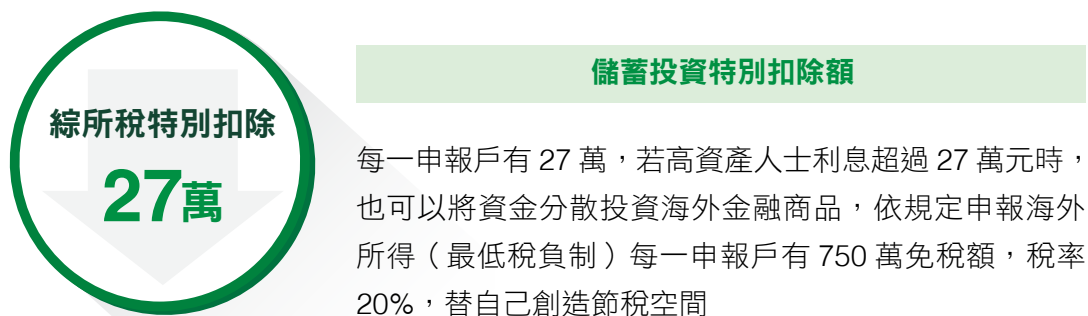 綜所稅特別扣除
27萬
儲蓄投資特別扣除額
每一申報戶有 27 萬，若高資產人士利息超過 27 萬元時，
也可以將資金分散投資海外金融商品，依規定申報海外
所得（最低稅負制）每一申報戶有 750 萬免稅額，稅率
20%，替自己創造節稅空間